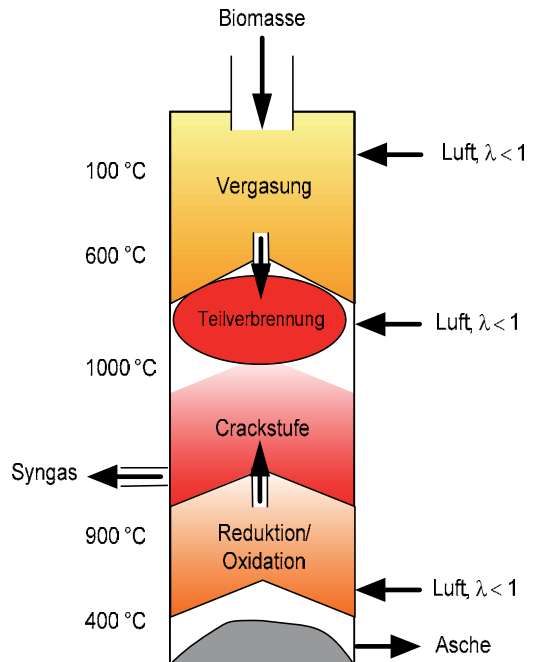 Biomasse
Luft, λ < 1
100 °C
Vergasung
600 °C
Teilverbrennung
Luft, λ < 1
1000 °C
Crackstufe
Syngas
900 °C
Reduktion/
Oxidation
Luft, λ < 1
400 °C
Asche